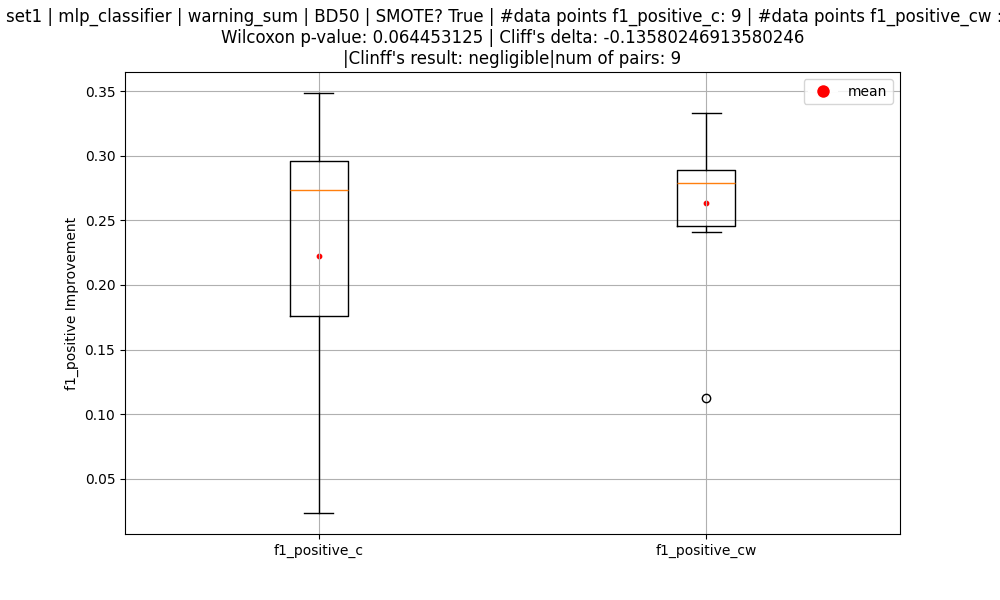 set1 | mlp_classifier | warning_sum | BD50 | SMOTE? True | #data points f1_positive_c: 9 | #data points f1_positive_cw :
Wilcoxon p-value: 0.064453125 | Cliff's delta: -0.13580246913580246
|Clinff's result: negligible|num of pairs: 9
mean
0.35
0.30
0.25
0.20
0.15
0.10
0.05
f1_positive Improvement
f1_positive_c
f1_positive_cw